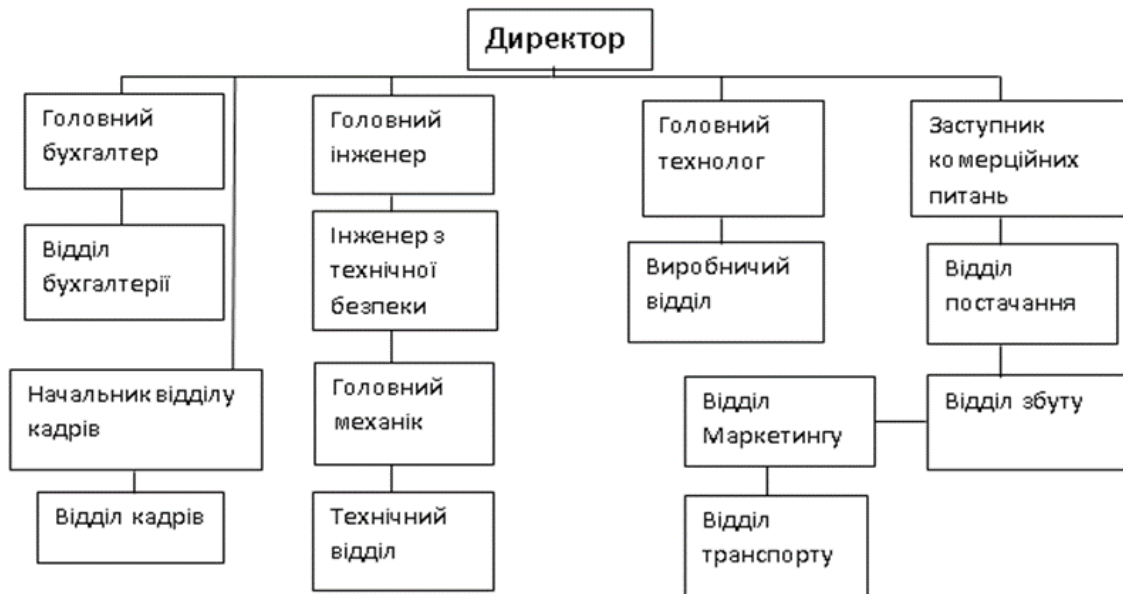 Директор
Головний
бухгалтер
Головний
інженер
Головний
технолог
Заступник
комерційних
питань
Відділ
бухгалтерії
Інженер з
технічної
безпеки
Виробничий
відділ
Відділ
постачання
Начальник відділу
кадрів
Головний
механік
Відділ
Маркетингу
Відділ збуту
Відділ кадрів
Технічний
відділ
Відділ
транспорту